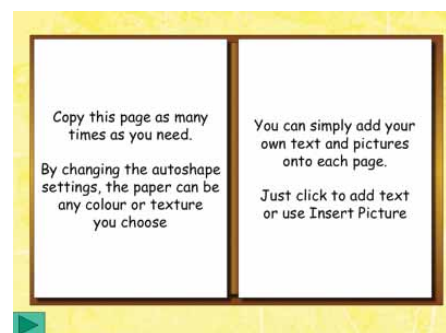 Copy this page as many
times as you need.
By changing the autoshape
settings, the paper can be
any colour or texture
you choose
You can simply add your
own text and pictures
onto each page.
Just click to add text
or use Insert Picture